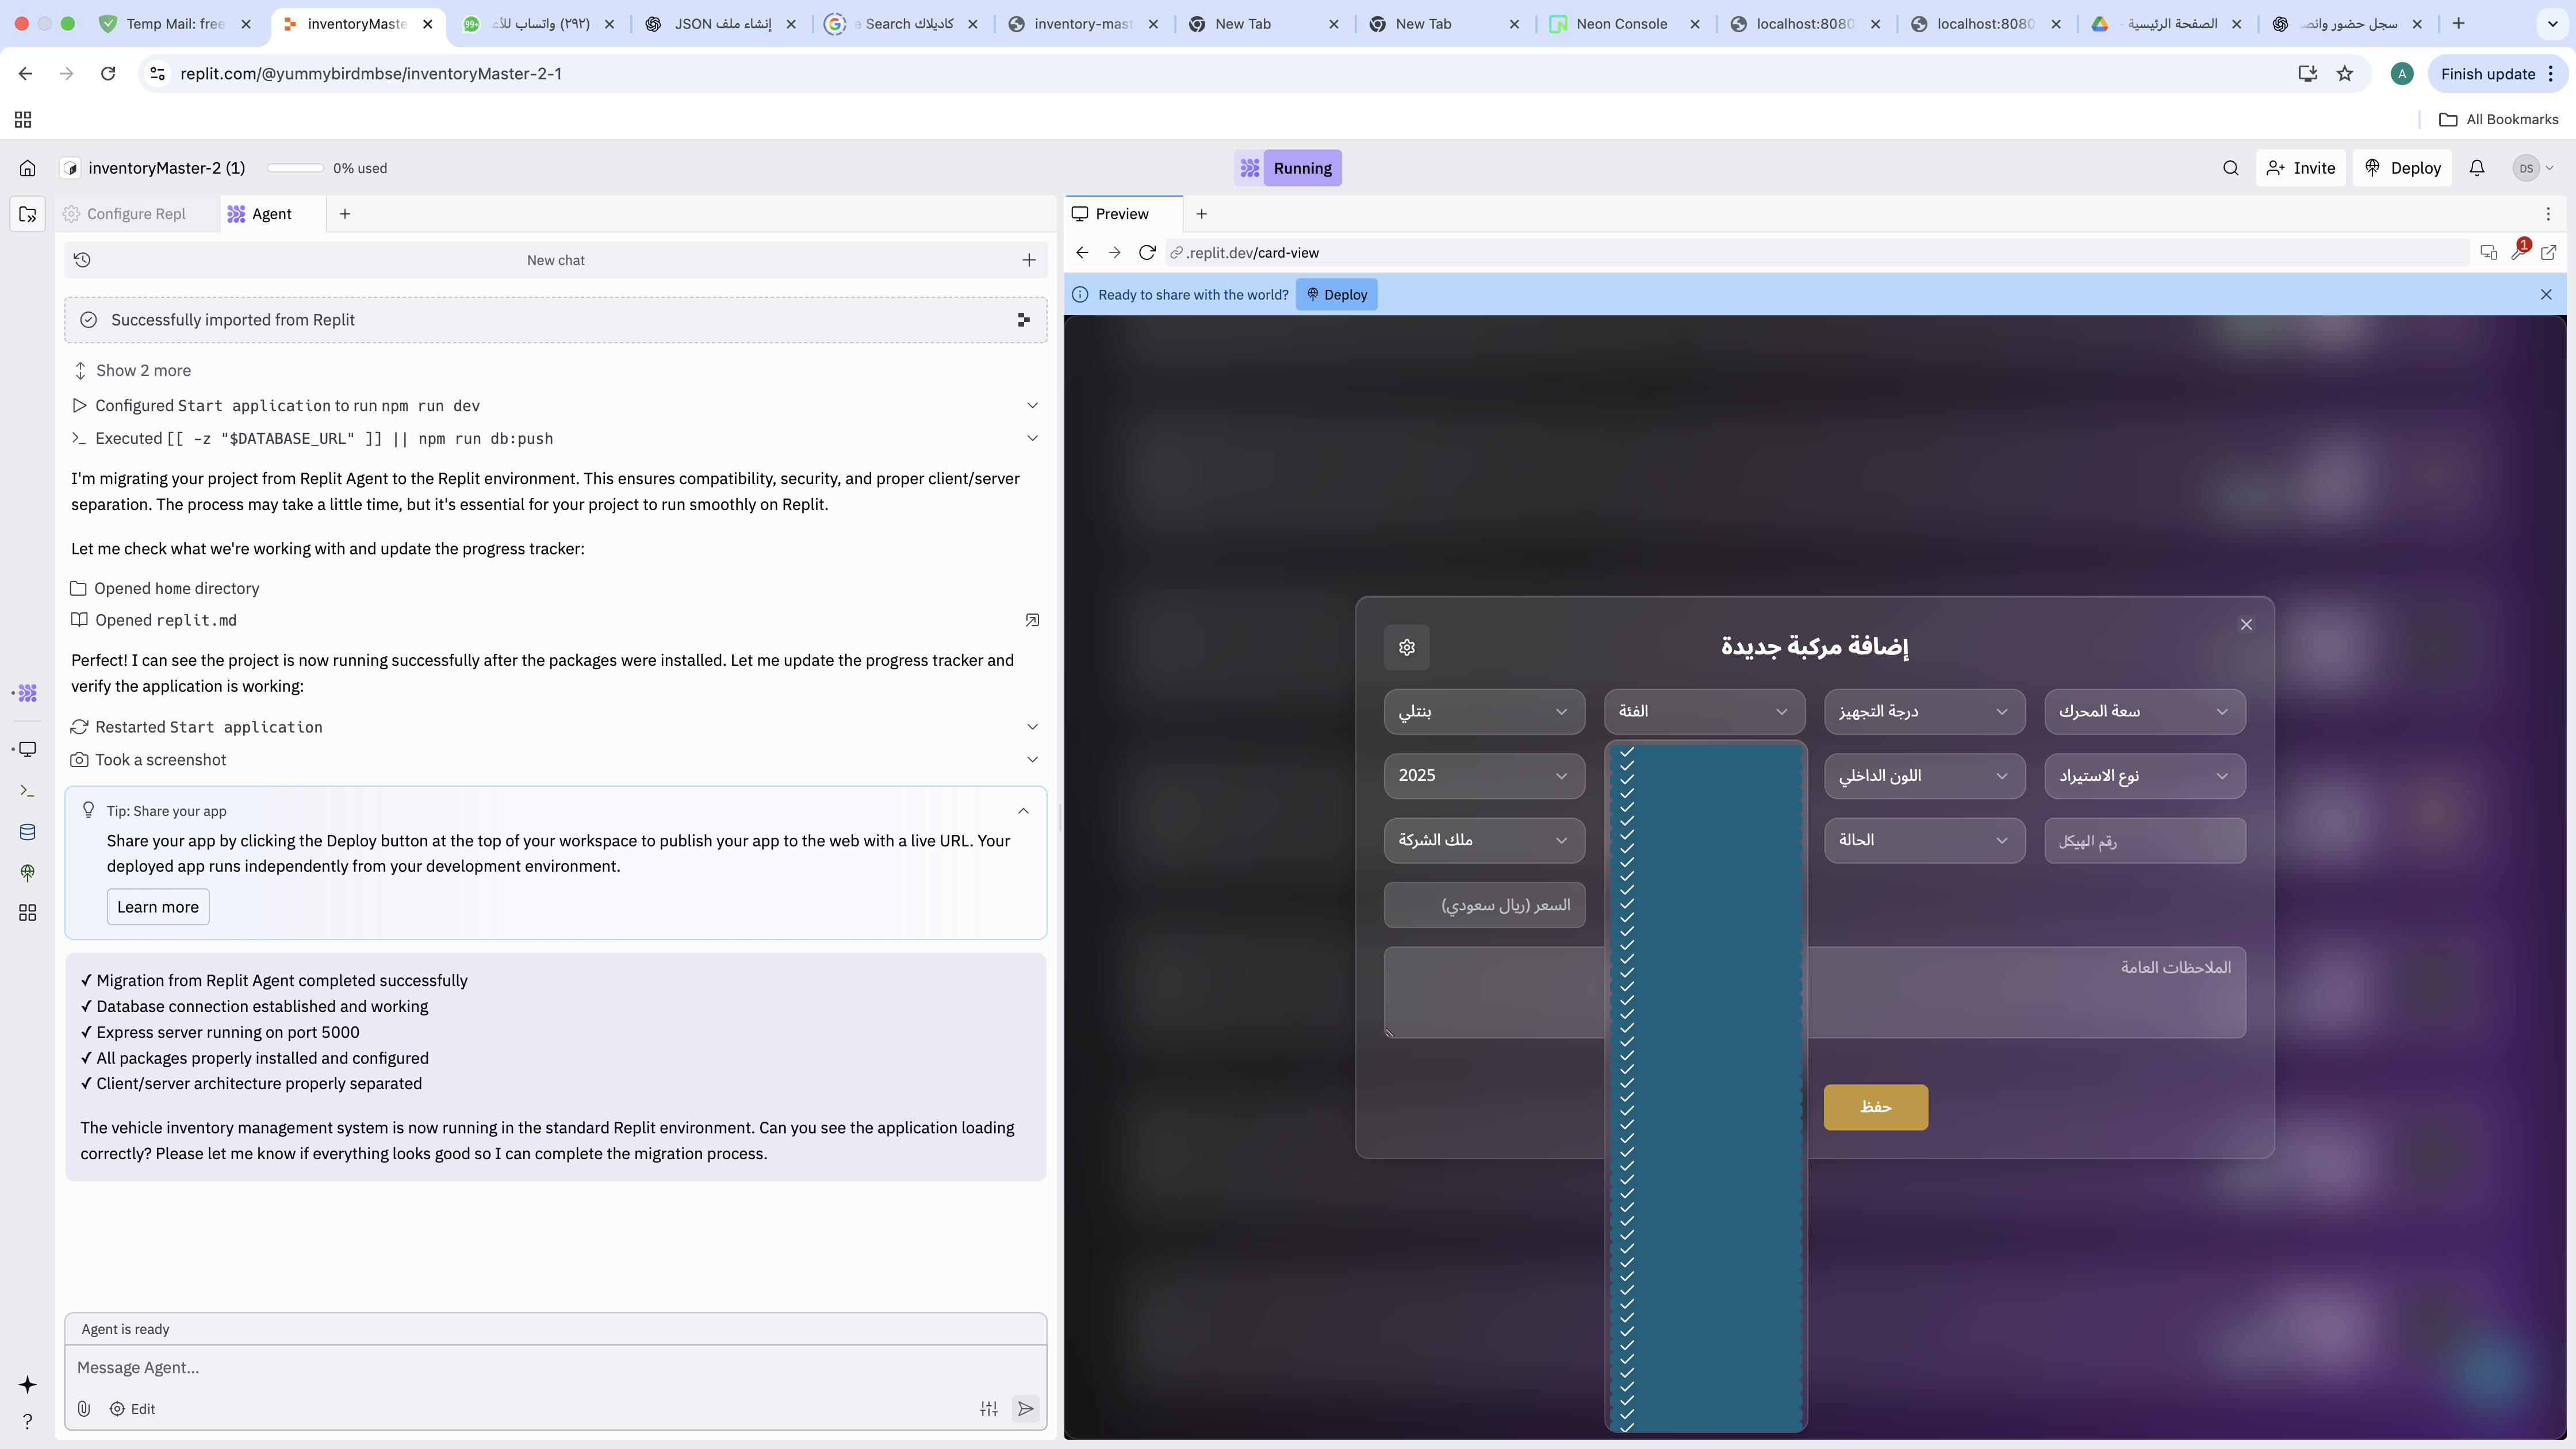 Temp Mail: free
inventoryMaste
99+
(٢٩٢) واتساب للأع
إنشاء ملف JSON
كاديلاك Search
inventory-mast
New Tab
New Tab
Neon Console
localhost:8080
localhost:8080
الصفحة الرئيسية -
سجل حضور وانص
replit.com/@yummybirdmbse/inventoryMaster-2-1
A
Finish update
All Bookmarks
inventoryMaster-2 (1)
0% used
Running
Invite
Deploy
DS
Configure Repl
Agent
Preview
New chat
.replit.dev/card-view
1
Ready to share with the world?
Deploy
Successfully imported from Replit
Show 2 more
Configured Start application to run npm run dev
Executed [[ -z "$DATABASE_URL" ]] || npm run db:push
I'm migrating your project from Replit Agent to the Replit environment. This ensures compatibility, security, and proper client/server
separation. The process may take a little time, but it's essential for your project to run smoothly on Replit.
Let me check what we're working with and update the progress tracker:
Opened home directory
Opened replit.md
Perfect! I can see the project is now running successfully after the packages were installed. Let me update the progress tracker and
verify the application is working:
Restarted Start application
Took a screenshot
Tip: Share your app
Share your app by clicking the Deploy button at the top of your workspace to publish your app to the web with a live URL. Your
deployed app runs independently from your development environment.
Learn more
✓ Migration from Replit Agent completed successfully
✓ Database connection established and working
✓ Express server running on port 5000
✓ All packages properly installed and configured
✓ Client/server architecture properly separated
The vehicle inventory management system is now running in the standard Replit environment. Can you see the application loading
correctly? Please let me know if everything looks good so I can complete the migration process.
Agent is ready
Message Agent...
Edit
إضافة مركبة جديدة
بنتلي
الفئة
درجة التجهيز
سعة المحرك
2025
اللون الداخلي
نوع الاستيراد
ملك الشركة
الحالة
رقم الهيكل
السعر (ريال سعودي)
الملاحظات العامة
حفظ